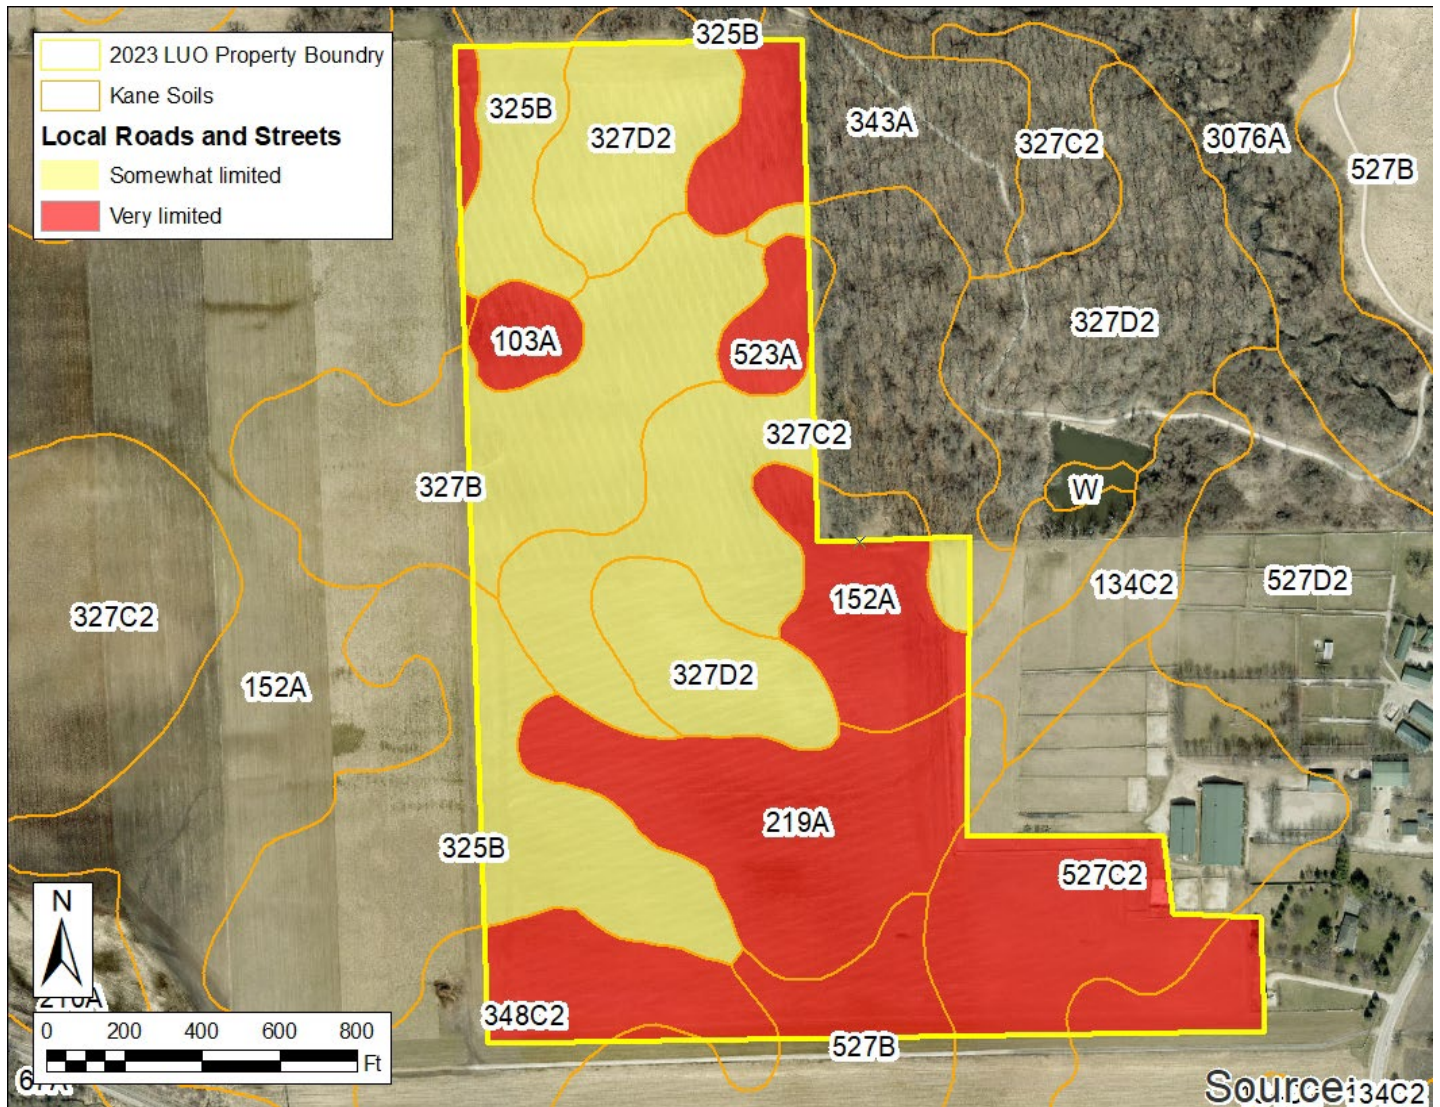 2023 LUO Property Boundry
Kane Soils
Local Roads and Streets
Somewhat limited
Very limited
325B
325B
327D2
343A
327C2
3076A
527B
103A
523A
327D2
327C2
327B
W
327C2
152A
134C2
527D2
152A
327D2
219A
325B
527C2
N
348C2
527B
0 200 400 600 800
Ft
Source:
134C2